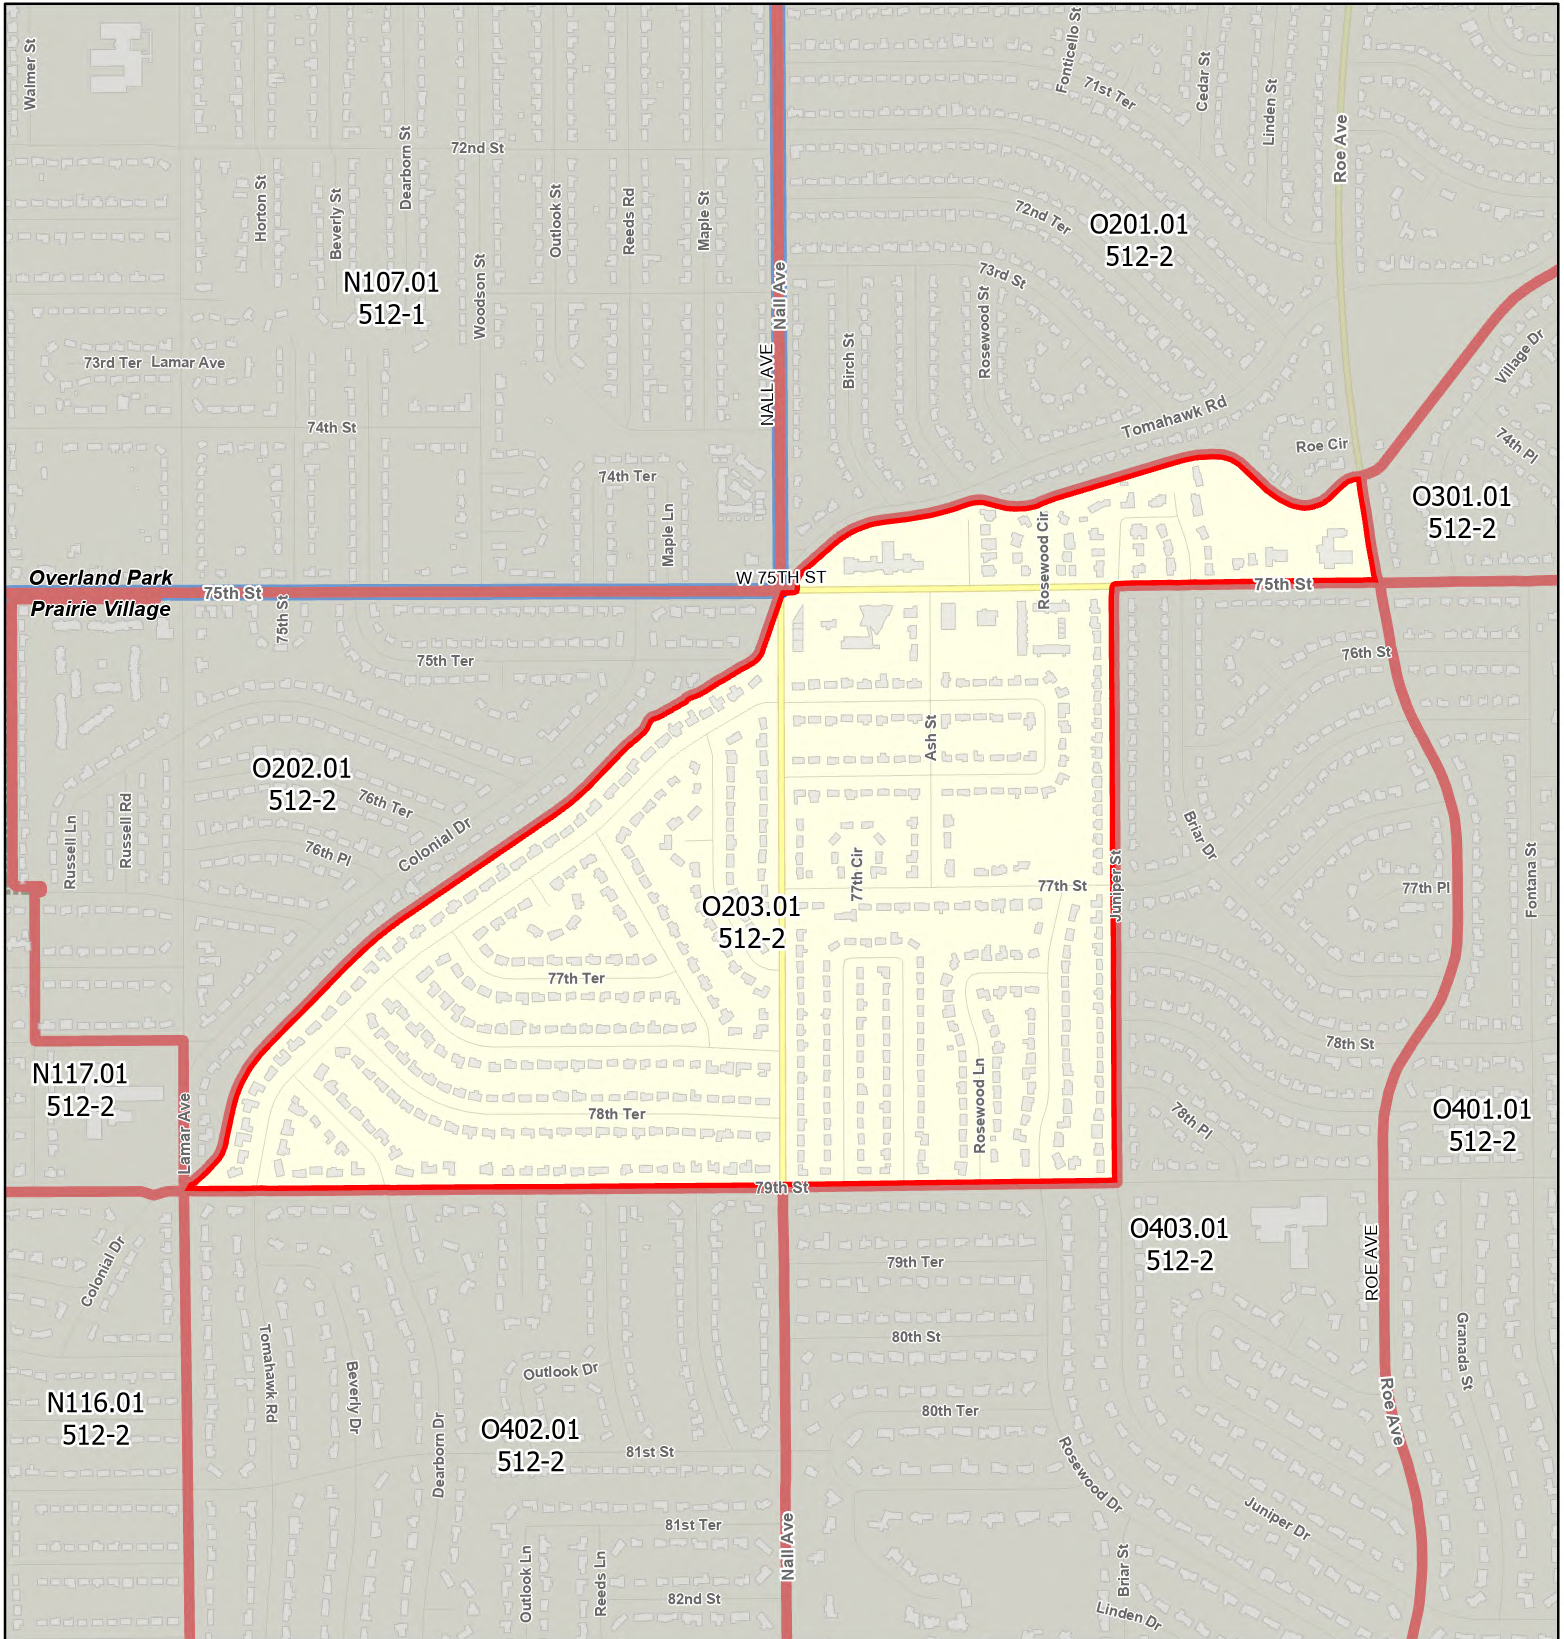 Walmer St
Fonticello St
71st Ter
Cedar St
Linden St
Roe Ave
72nd St
Dearborn St
Horton St
Beverly St
Outlook St
Reeds Rd
Maple St
Woodson St
72nd Ter
O201.01
512-2
73rd St
Rosewood St
Birch St
N107.01
512-1
Nall Ave
NALL AVE
73rd Ter
Lamar Ave
74th St
Village Dr
Tomahawk Rd
Roe Cir
74th Pl
74th Ter
Maple Ln
O301.01
512-2
Rosewood Cir
Overland Park
Prairie Village
75th St
W 75TH ST
75th St
75th St
75th Ter
76th St
Ash St
O202.01
512-2
76th Ter
76th Pl
Colonial Dr
Russell Ln
Russell Rd
Briar Dr
Juniper St
77th Cir
77th St
77th Pl
Fontana St
O203.01
512-2
77th Ter
78th St
N117.01
512-2
Lamar Ave
78th Ter
Rosewood Ln
78th Pl
O401.01
512-2
79th St
Colonial Dr
O403.01
512-2
ROE AVE
79th Ter
80th St
80th Ter
Granada St
Tomahawk Rd
Beverly Dr
Outlook Dr
Dearborn Dr
N116.01
512-2
O402.01
512-2
81st St
Roe Ave
Rosewood Dr
Juniper Dr
81st Ter
Nall Ave
Outlook Ln
Reeds Ln
82nd St
Briar St
Linden Dr